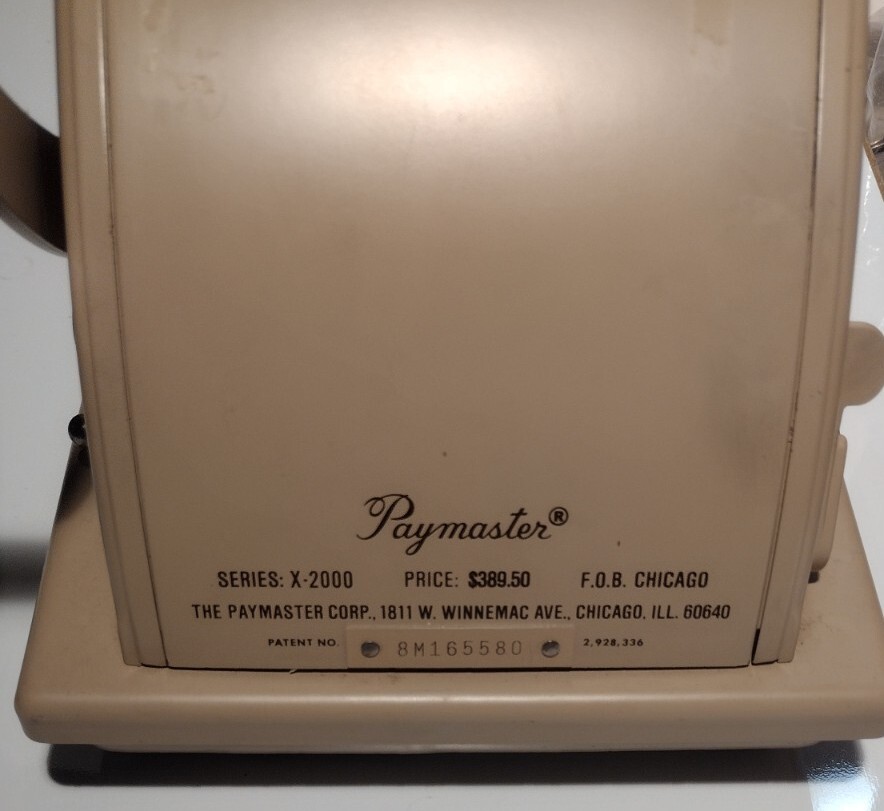 Paymaster®
SERIES: X-2000 PRICE: $389.50 F.O.B. CHICAGO
THE PAYMASTER CORP., 1811 W. WINNEMAC AVE., CHICAGO, ILL. 60640
PATENT NO. 8M165580 2,928,336